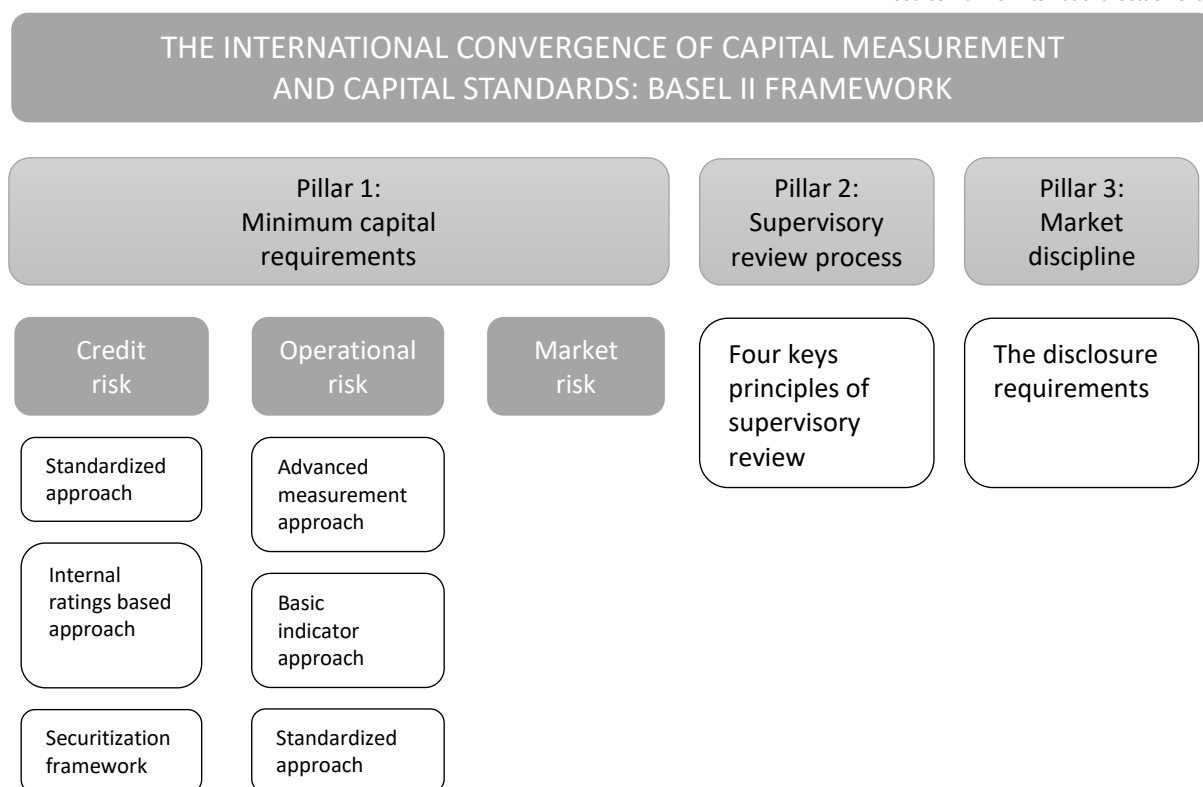 THE INTERNATIONAL CONVERGENCE OF CAPITAL MEASUREMENT
AND CAPITAL STANDARDS: BASEL II FRAMEWORK
Pillar 1:
Minimum capital
requirements
Pillar 2:
Supervisory
review process
Pillar 3:
Market
discipline
Credit
risk
Operational
risk
Market
risk
Four keys
principles of
supervisory
review
The disclosure
requirements
Standardized
approach
Internal
ratings based
approach
Securitization
framework
Advanced
measurement
approach
Basic
indicator
approach
Standardized
approach